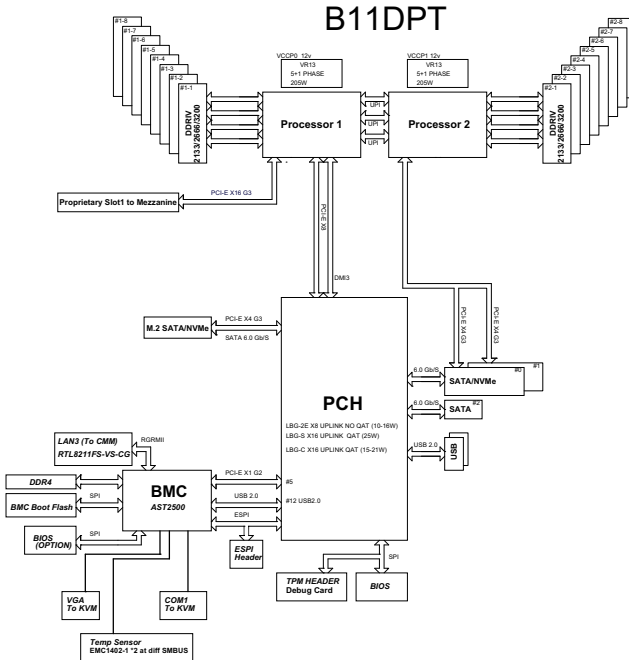 B11DPT
#1-8
#1-7
#1-6
#1-5
#1-4
#1-3
#1-2
#1-1
DDRIV
2133/2666/3200
VCCP0 12v
VR13
5+1 PHASE
205W
VCCP1 12v
VR13
5+1 PHASE
205W
#2-8
#2-7
#2-6
#2-5
#2-4
#2-3
#2-2
#2-1
DDRIV
2133/2666/3200
Processor 1
UPI
UPI
UPI
Processor 2
PCI-E X16 G3
Proprietary Slot1 to Mezzanine
PCI-E X8
DMI3
PCI-E X4 G3
PCI-E X4 G3
M.2 SATA/NVMe
PCI-E X4 G3
SATA 6.0 Gb/S
6.0 Gb/S
#1
#0
SATA/NVMe
6.0 Gb/S
#2
SATA
USB 2.0
USB
PCH
LBG-2E X8 UPLINK NO QAT (10-16W)
LBG-S X16 UPLINK QAT (25W)
LBG-C X16 UPLINK QAT (15-21W)
#5
#12 USB2.0
LAN3 (To CMM)
RTL8211FS-VS-CG
RGRMII
DDR4
SPI
BMC Boot Flash
BMC
AST2500
PCI-E X1 G2
USB 2.0
ESPI
SPI
BIOS
(OPTION)
ESPI
Header
SPI
TPM HEADER
Debug Card
BIOS
VGA
To KVM
COM1
To KVM
Temp Sensor
EMC1402-1 *2 at diff SMBUS